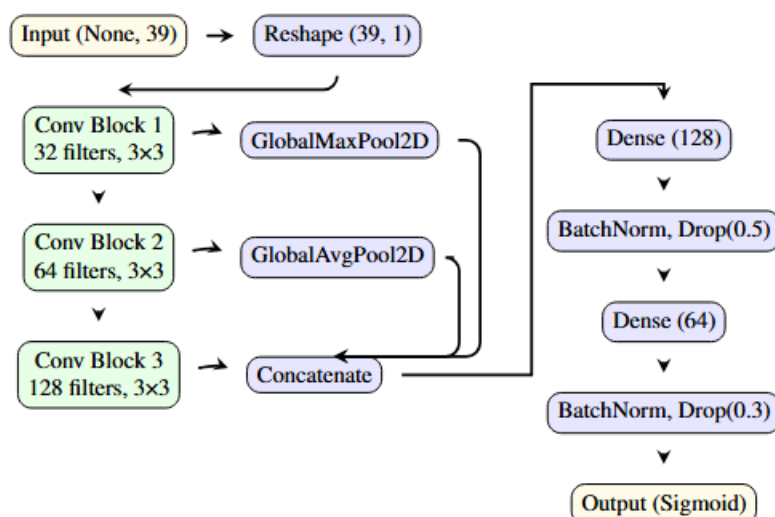 Input (None, 39)
Reshape (39, 1)
Conv Block 1
32 filters, 3×3
GlobalMaxPool2D
Conv Block 2
64 filters, 3×3
GlobalAvgPool2D
Conv Block 3
128 filters, 3×3
Concatenate
Dense (128)
BatchNorm, Drop(0.5)
Dense (64)
BatchNorm, Drop(0.3)
Output (Sigmoid)